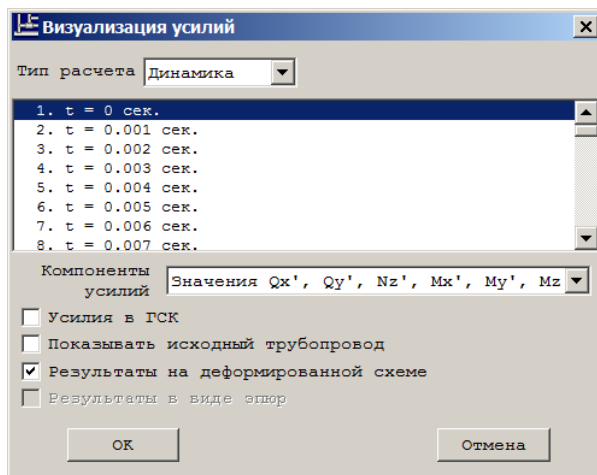 Визуализация усилий
Тип расчета Динамика
1. t = 0 сек.
2. t = 0.001 сек.
3. t = 0.002 сек.
4. t = 0.003 сек.
5. t = 0.004 сек.
6. t = 0.005 сек.
7. t = 0.006 сек.
8. t = 0.007 сек.
Компоненты
усилий
Значения Qx', Qy', Nz', Mx', My', Mz
Усилия в ГСК
Показывать исходный трубопровод
Результаты на деформированной схеме
Результаты в виде эпюр
OK Отмена